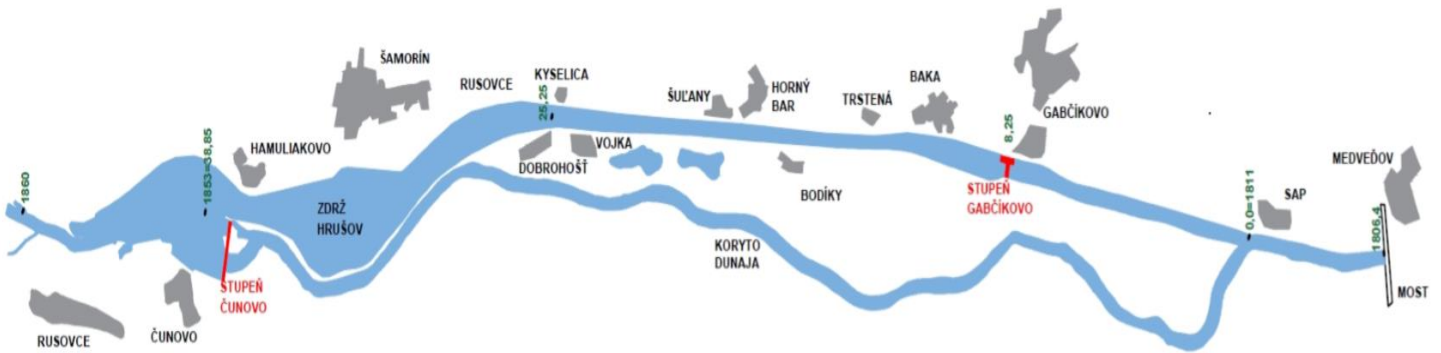 1860
RUSOVCE
ČUNOVO
1853=38,85
HAMULIAKOVO
STUPEŇ
ČUNOVO
ŠAMORÍN
ZDRŽ
HRUŠOV
RUSOVCE
KYSELICA
25,25
DOBROHOŠŤ
VOJKA
ŠUĽANY
HORNÝ
BAR
KORYTO
DUNAJA
BODÍKY
TRSTENÁ
BAKA
8,25
GABČÍKOVO
STUPEŇ
GABČÍKOVO
0,0=1811
SAP
MEDVEĎOV
1806,4
MOST